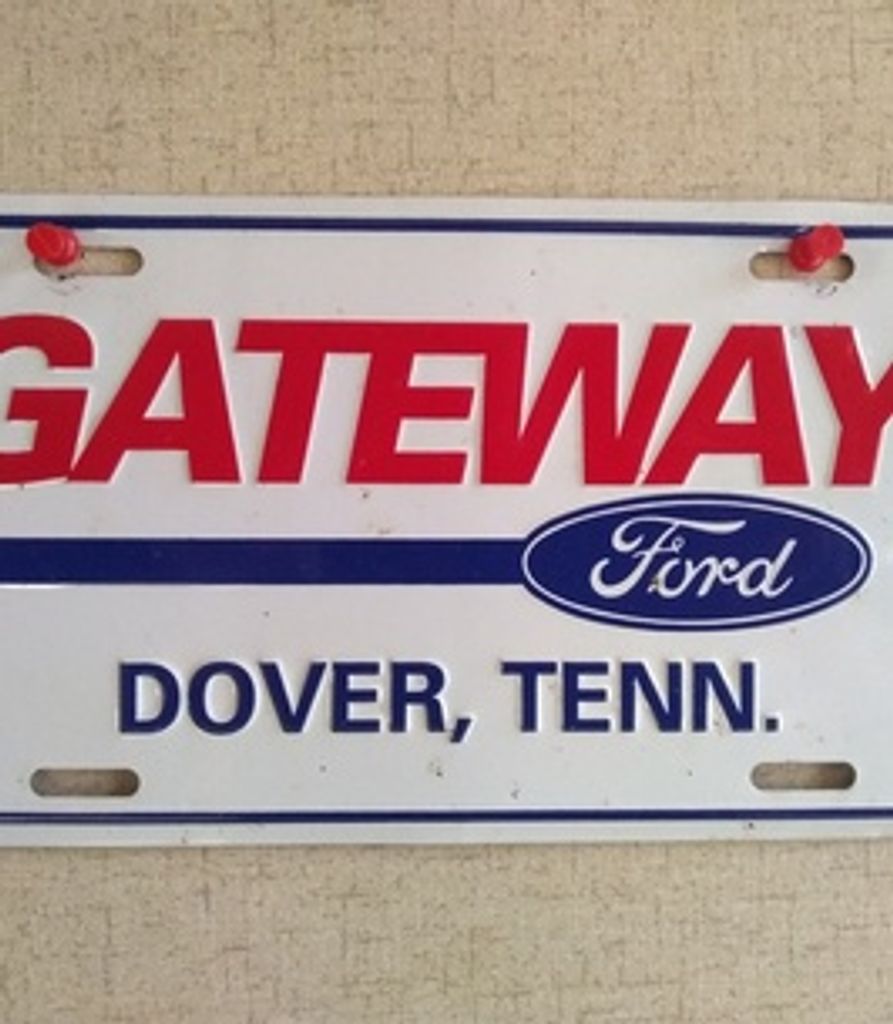 GATEWAY
Ford
DOVER, TENN.